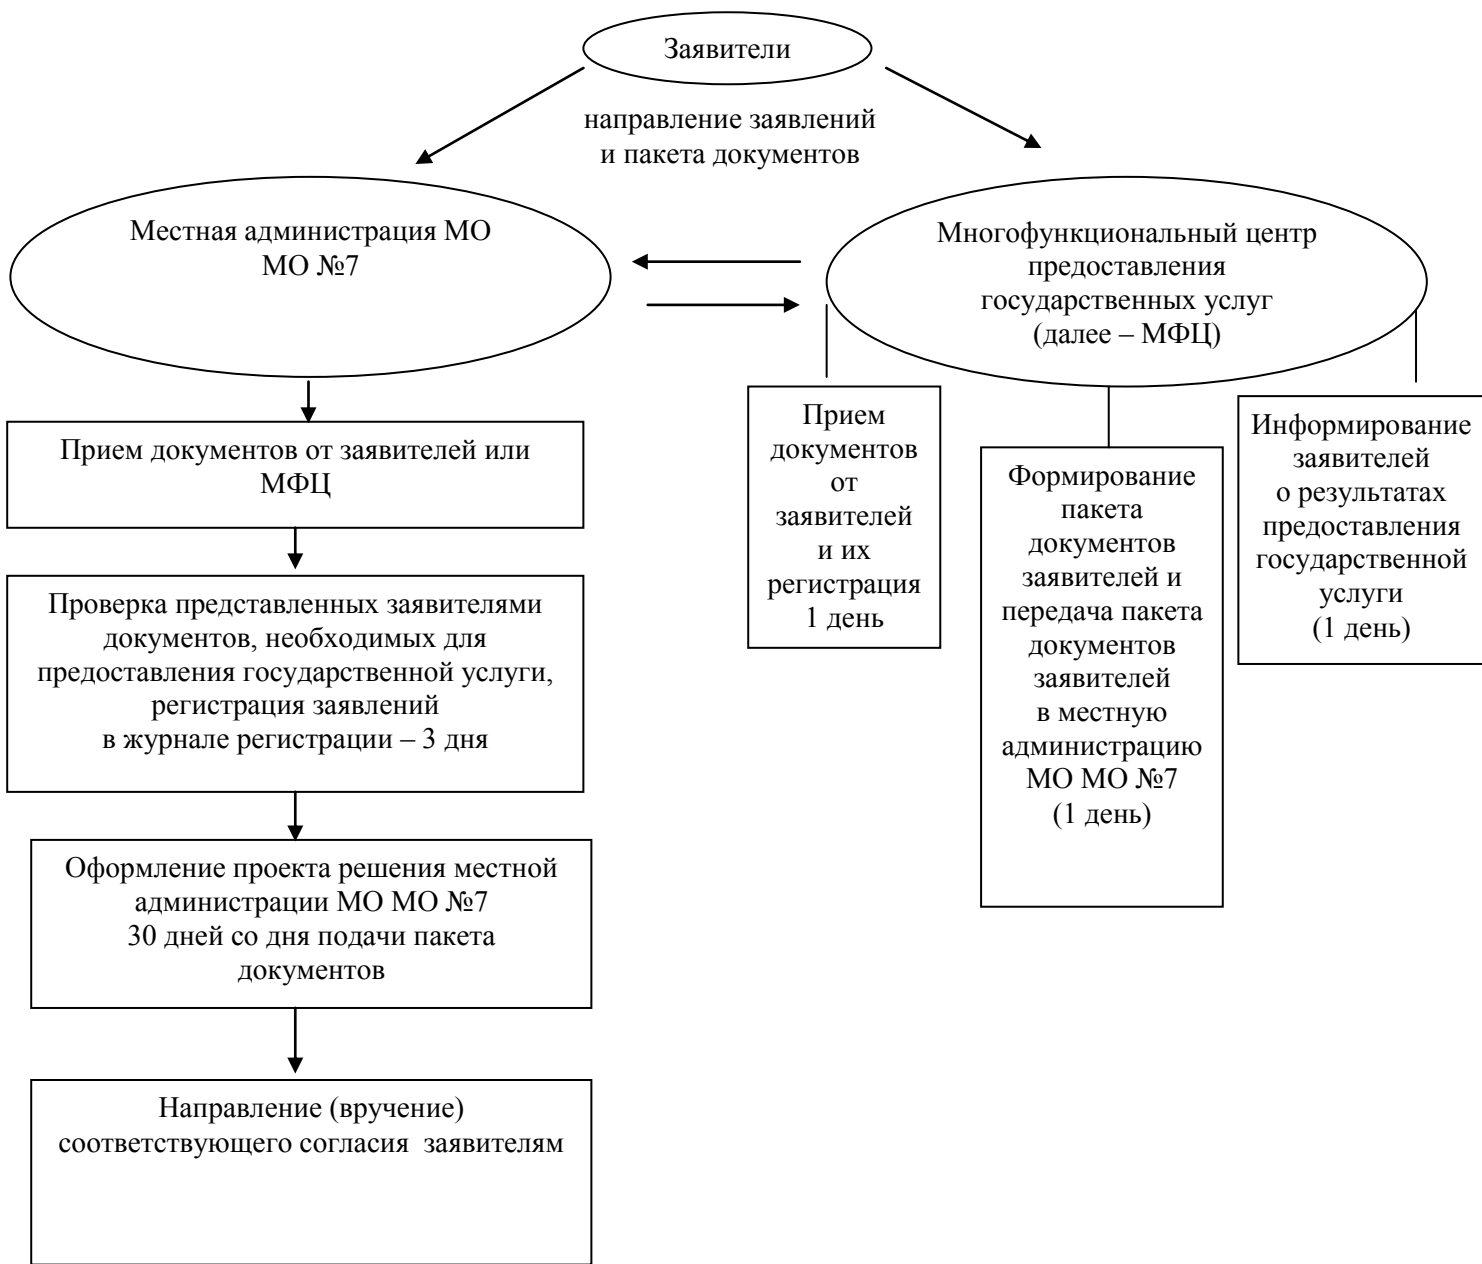 Заявители
направление заявлений
и пакета документов
Местная администрация МО
МО №7
Многофункциональный центр
предоставления
государственных услуг
(далее – МФЦ)
Прием документов от заявителей или
МФЦ
Проверка представленных заявителями
документов, необходимых для
предоставления государственной услуги,
регистрация заявлений
в журнале регистрации – 3 дня
Оформление проекта решения местной
администрации МО МО №7
30 дней со дня подачи пакета
документов
Направление (вручение)
соответствующего согласия  заявителям
Прием
документов
от
заявителей
и их
регистрация
1 день
Формирование
пакета
документов
заявителей и
передача пакета
документов
заявителей
в местную
администрацию
МО МО №7
(1 день)
Информирование
заявителей
о результатах
предоставления
государственной
услуги
(1 день)